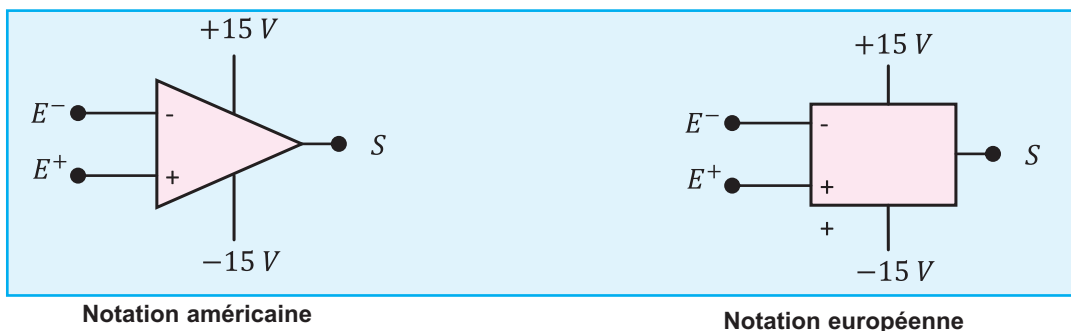 +15 V
E⁻
-
E⁺
+
S
−15 V
Notation américaine
+15 V
E⁻
-
E⁺
+
S
+
−15 V
Notation européenne